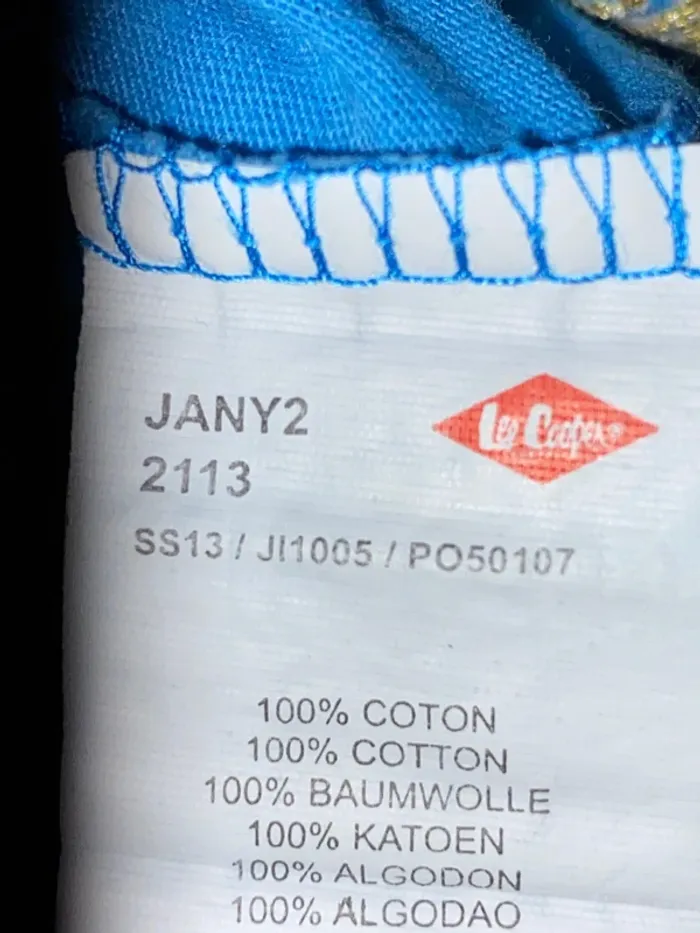 JANY2
Lee Cooper®
2113
SS13 / JI1005 / PO50107
100% COTON
100% COTTON
100% BAUMWOLLE
100% KATOEN
100% ALGODON
100% ALGODAO